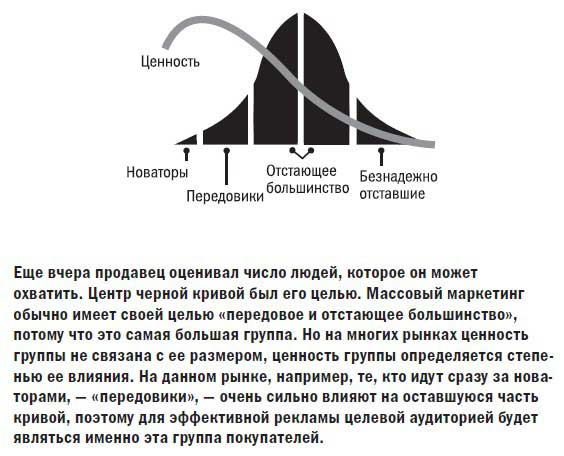 Ценность
Новаторы
Передовики
Отстающее
большинство
Безнадежно
отставшие
Еще вчера продавец оценивал число людей, которое он может
охватить. Центр черной кривой был его целью. Массовый маркетинг
обычно имеет своей целью «передовое и отстающее большинство»,
потому что это самая большая группа. Но на многих рынках ценность
группы не связана с ее размером, ценность группы определяется степе-
нью ее влияния. На данном рынке, например, те, кто идут сразу за нова-
торами, — «передовики», — очень сильно влияют на оставшуюся часть
кривой, поэтому для эффективной рекламы целевой аудиторией будет
являться именно эта группа покупателей.